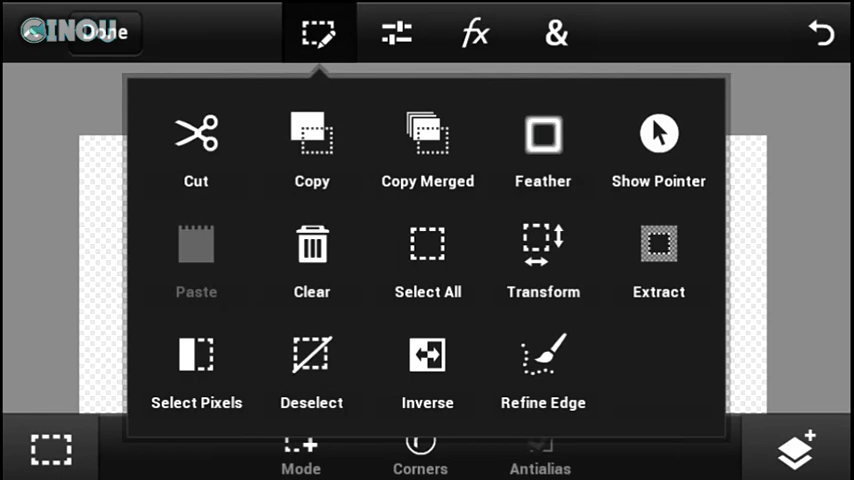 GINOU
Done
fx
&
Cut
Copy
Copy Merged
Feather
Show Pointer
Paste
Clear
Select All
Transform
Extract
Select Pixels
Deselect
Inverse
Refine Edge
Mode
Corners
Antialias